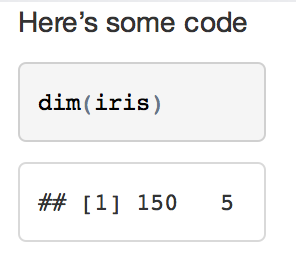 Here’s some code
dim(iris)
## [1] 150   5